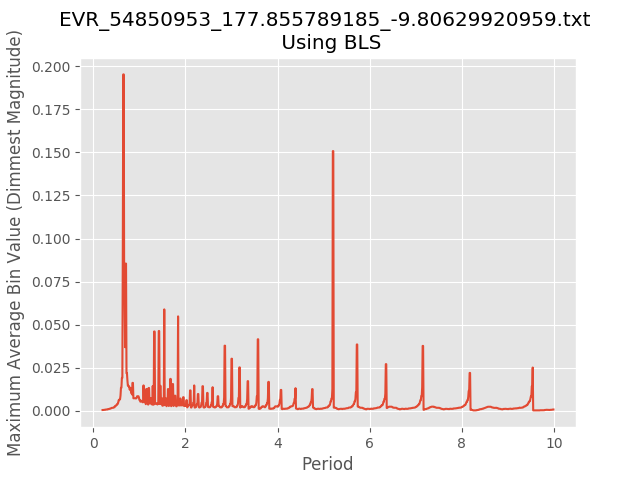 EVR_54850953_177.855789185_-9.80629920959.txt
Using BLS
Maximum Average Bin Value (Dimmest Magnitude)
0.200
0.175
0.150
0.125
0.100
0.075
0.050
0.025
0.000
0 2 4 6 8 10
Period